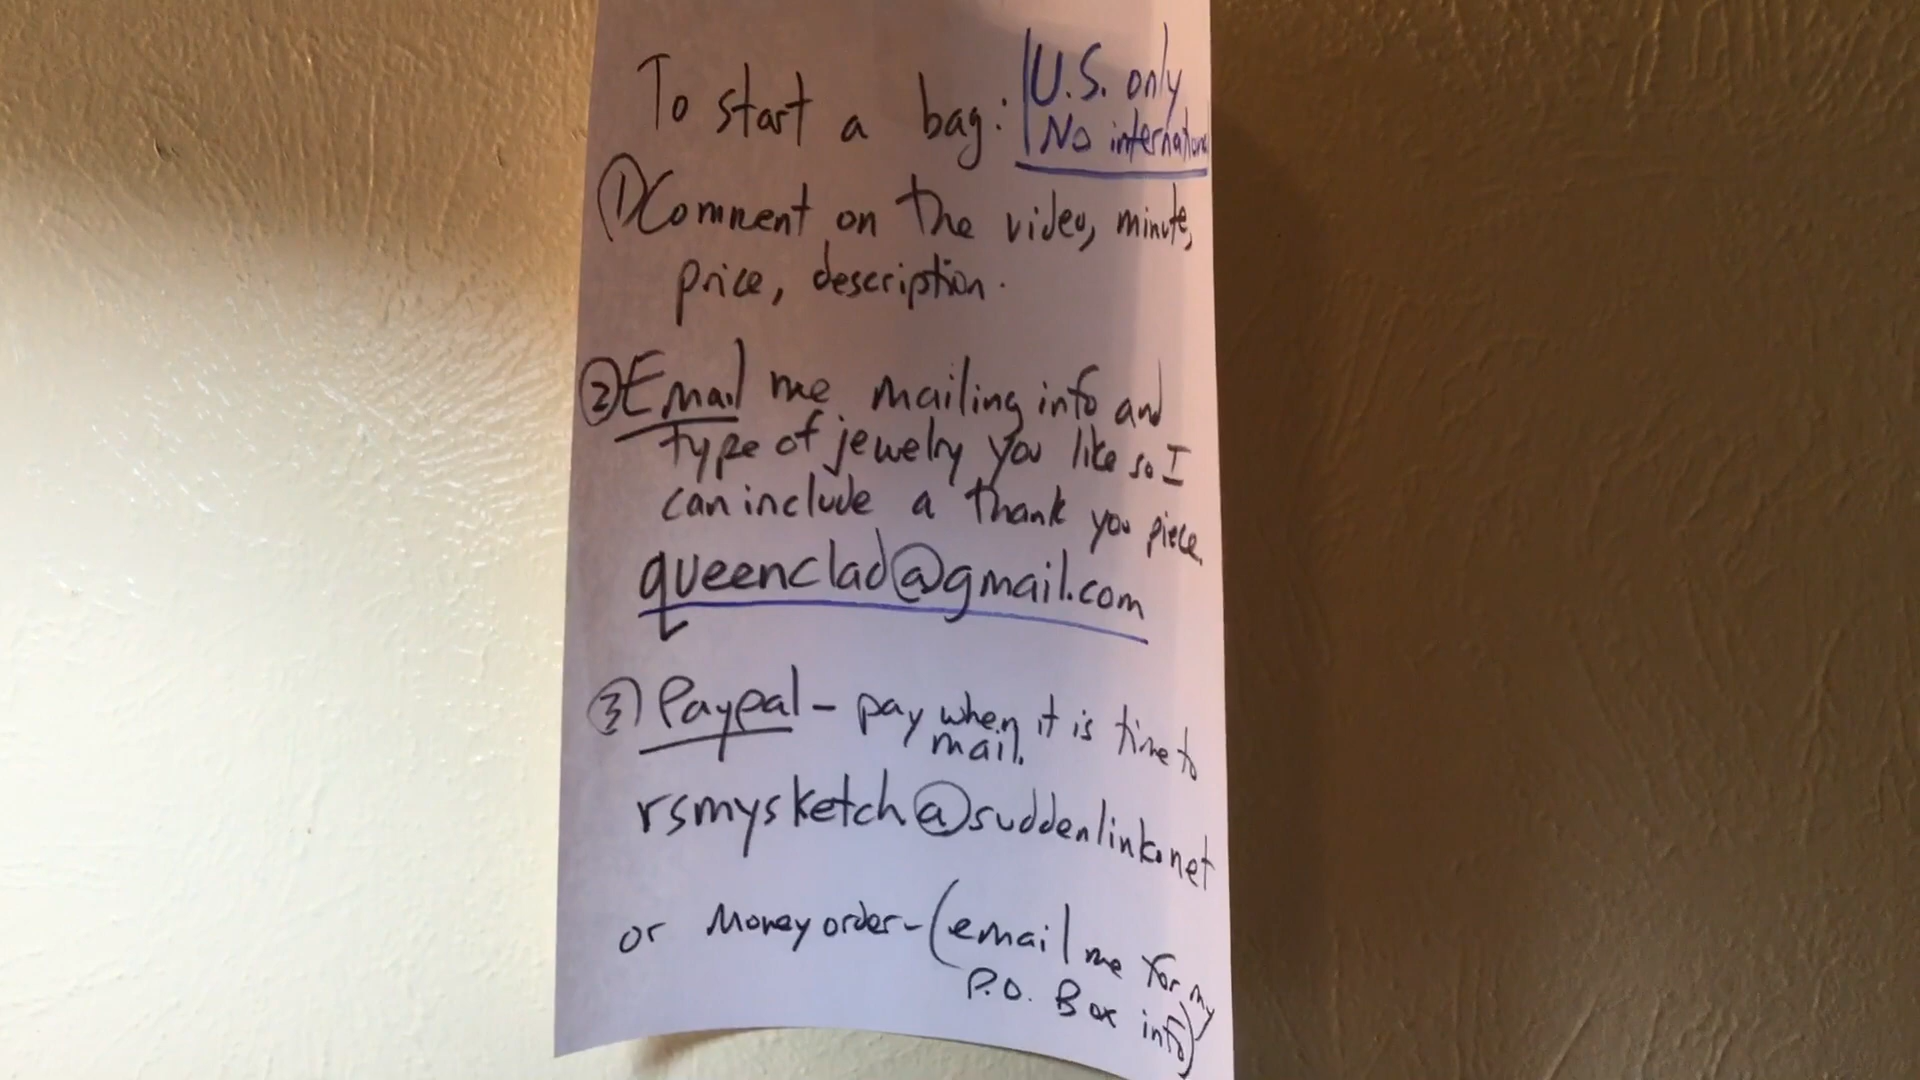 To start a bag: U.S. only
No international
① Comment on the video, minute,
price, description.
② Email me mailing info and
type of jewelry you like so I
can include a thank you piece.
queenclad@gmail.com
③ Paypal - pay when it is time to
mail.
rsmysketch@suddenlink.net
or Money order - (email me for my
P.O. Box info)